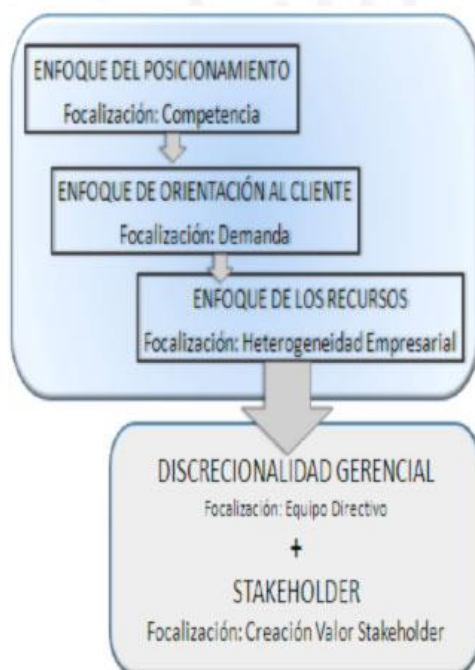 ENFOQUE DEL POSICIONAMIENTO
Focalización: Competencia
ENFOQUE DE ORIENTACIÓN AL CLIENTE
Focalización: Demanda
ENFOQUE DE LOS RECURSOS
Focalización: Heterogeneidad Empresarial
DISCRECIONALIDAD GERENCIAL
Focalización: Equipo Directivo
+
STAKEHOLDER
Focalización: Creación Valor Stakeholder